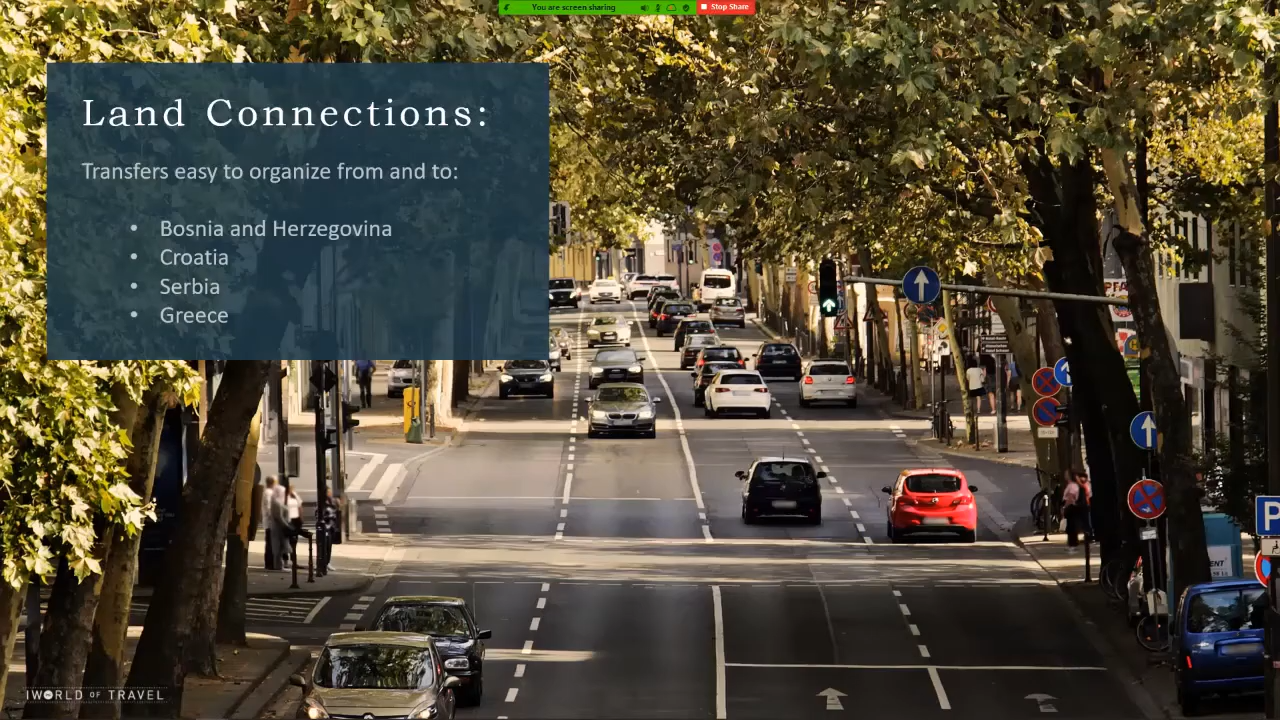 You are screen sharing
Stop Share
Land Connections:
Transfers easy to organize from and to:
• Bosnia and Herzegovina
• Croatia
• Serbia
• Greece
P
IWORLD OF TRAVEL